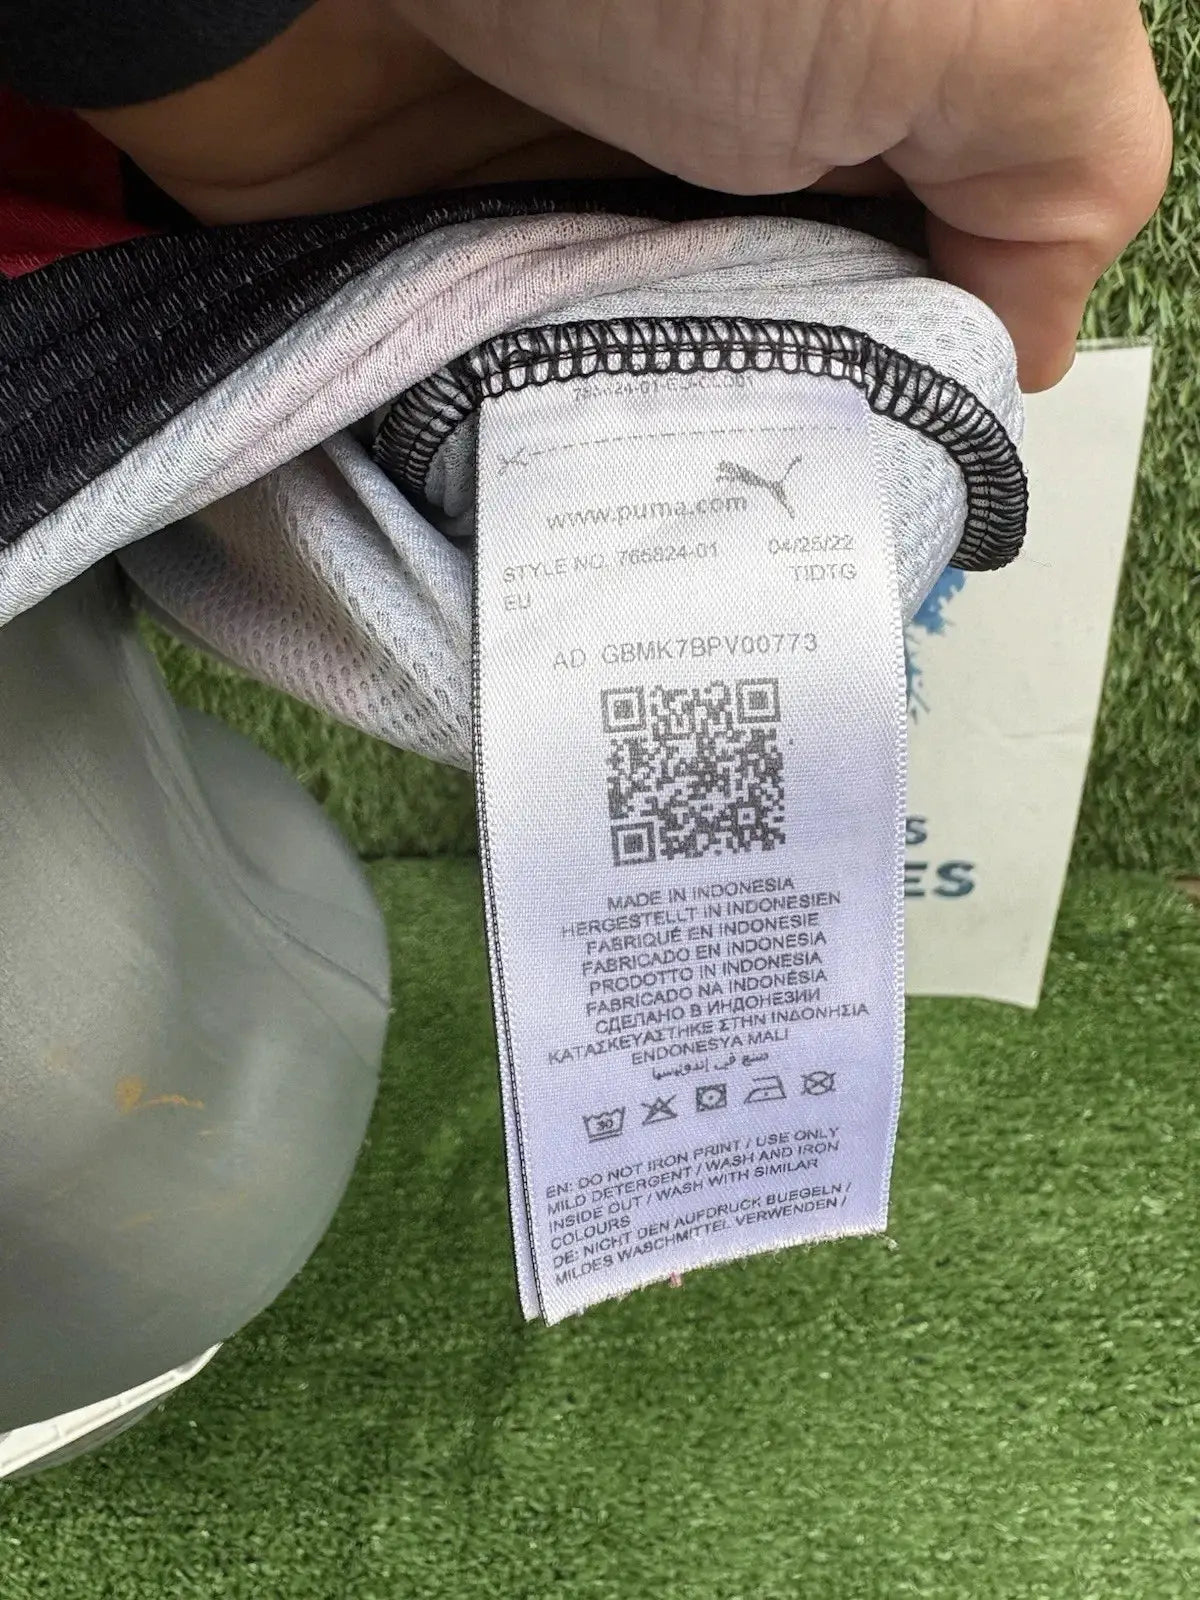 www.puma.com
STYLE NO. 765824-01 04/25/22
EU TIDTG
AD GBMK7BPV00773
MADE IN INDONESIA
HERGESTELLT IN INDONESIEN
FABRIQUÉ EN INDONESIE
FABRICADO EN INDONESIA
PRODOTTO IN INDONESIA
FABRICADO NA INDONÉSIA
СДЕЛАНО В ИНДОНЕЗИИ
ΚΑΤΑΣΚΕΥΑΣΤΗΚΕ ΣΤΗΝ ΙΝΔΟΝΗΣΙΑ
ENDONESYA MALI
صنع في إندونيسيا
30
EN: DO NOT IRON PRINT / USE ONLY
MILD DETERGENT / WASH AND IRON
INSIDE OUT / WASH WITH SIMILAR
COLOURS
DE: NICHT DEN AUFDRUCK BUEGELN /
MILDES WASCHMITTEL VERWENDEN /
S
ES